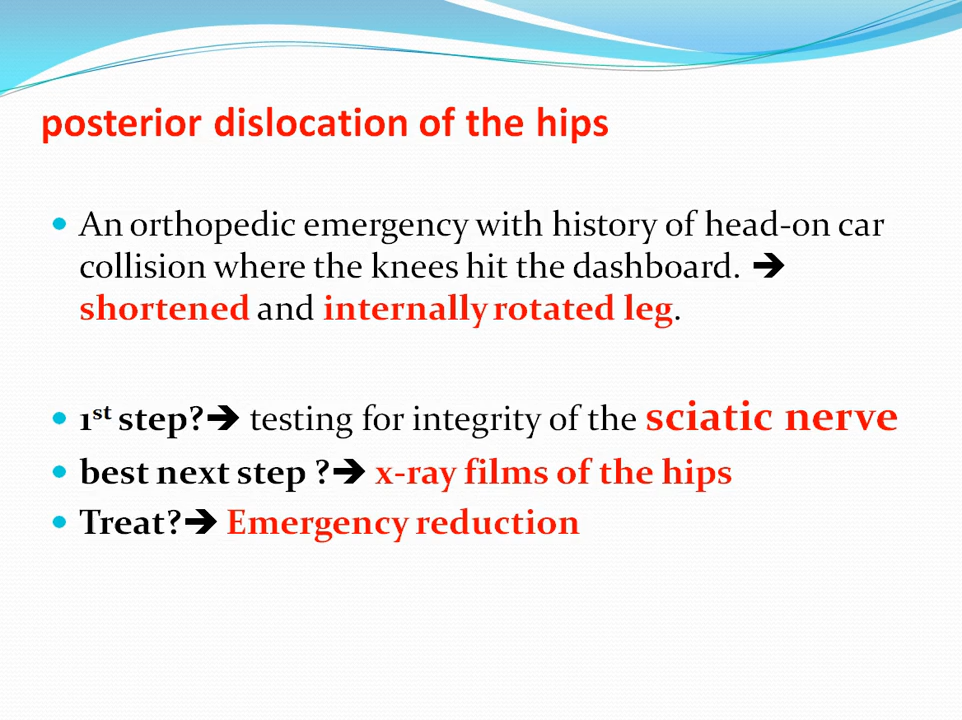 posterior dislocation of the hips
• An orthopedic emergency with history of head-on car
collision where the knees hit the dashboard. ➔
shortened and internally rotated leg.
• 1st step?➔ testing for integrity of the sciatic nerve
• best next step ?➔ x-ray films of the hips
• Treat?➔ Emergency reduction